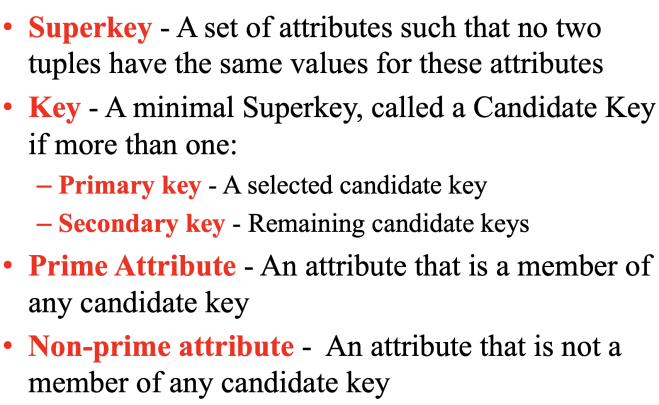 • Superkey - A set of attributes such that no two
tuples have the same values for these attributes
• Key - A minimal Superkey, called a Candidate Key
if more than one:
– Primary key - A selected candidate key
– Secondary key - Remaining candidate keys
• Prime Attribute - An attribute that is a member of
any candidate key
• Non-prime attribute - An attribute that is not a
member of any candidate key